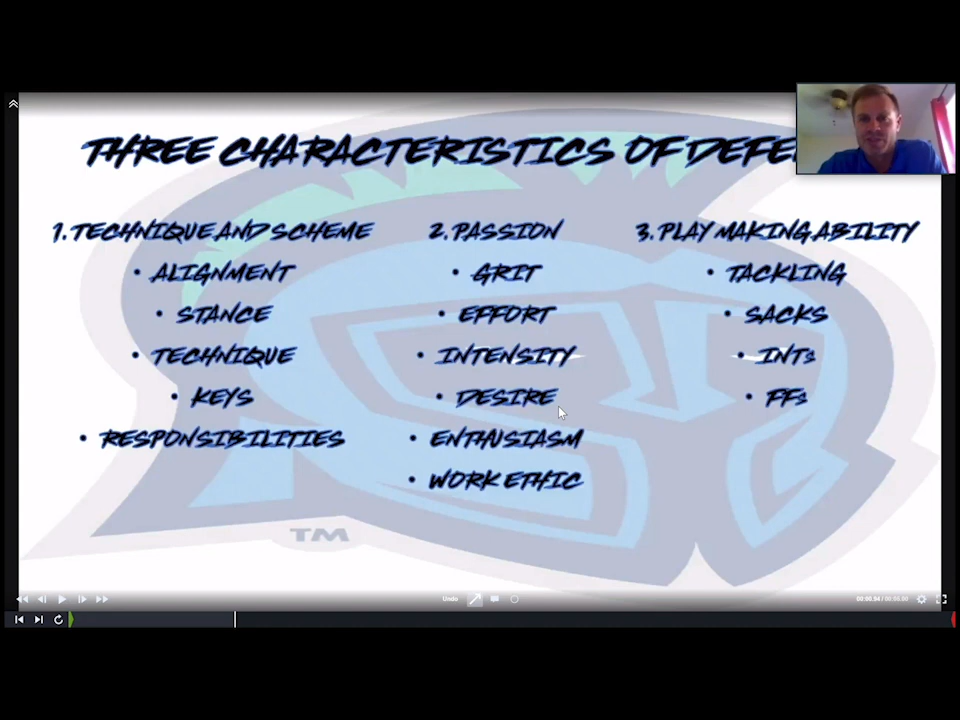 THREE CHARACTERISTICS OF DEFE
1. TECHNIQUE AND SCHEME
• ALIGNMENT
• STANCE
• TECHNIQUE
• KEYS
• RESPONSIBILITIES
2. PASSION
• GRIT
• EFFORT
• INTENSITY
• DESIRE
• ENTHUSIASM
• WORK ETHIC
3. PLAY MAKING ABILITY
• TACKLING
• SACKS
• INTs
• FFs
TM
Undo